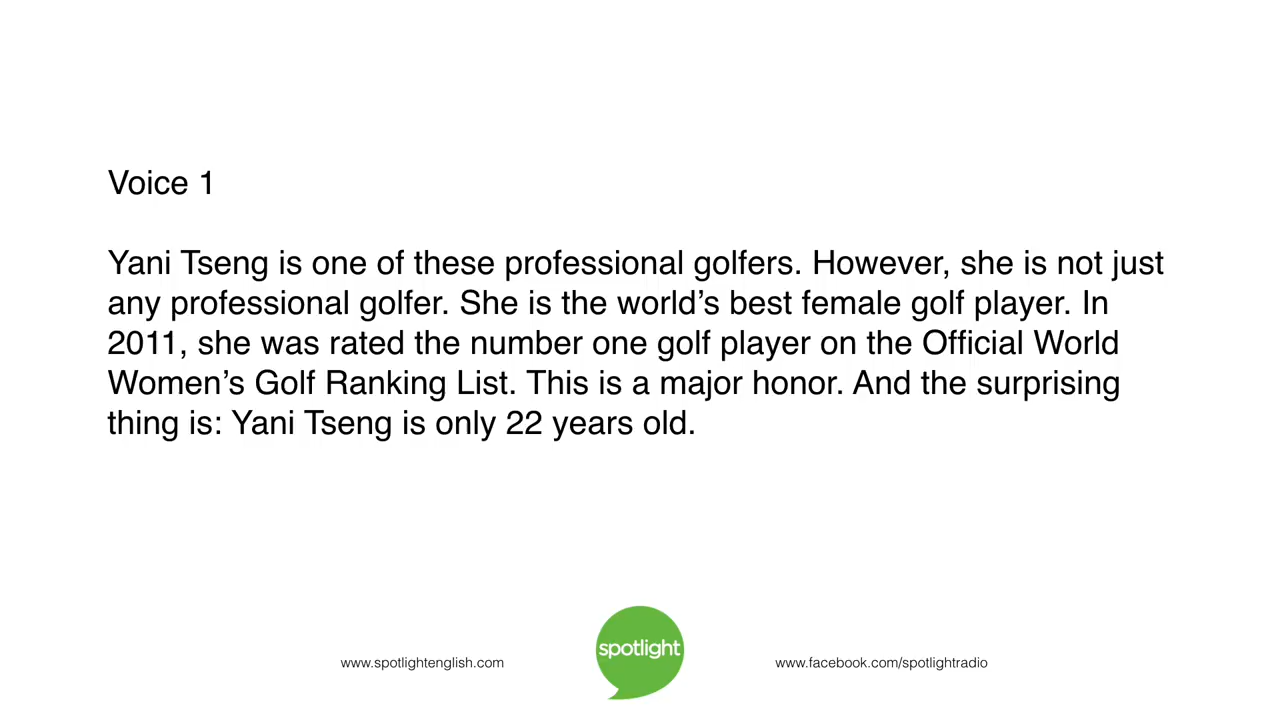 Voice 1
Yani Tseng is one of these professional golfers. However, she is not just
any professional golfer. She is the world’s best female golf player. In
2011, she was rated the number one golf player on the Official World
Women’s Golf Ranking List. This is a major honor. And the surprising
thing is: Yani Tseng is only 22 years old.
www.spotlightenglish.com
spotlight
www.facebook.com/spotlightradio